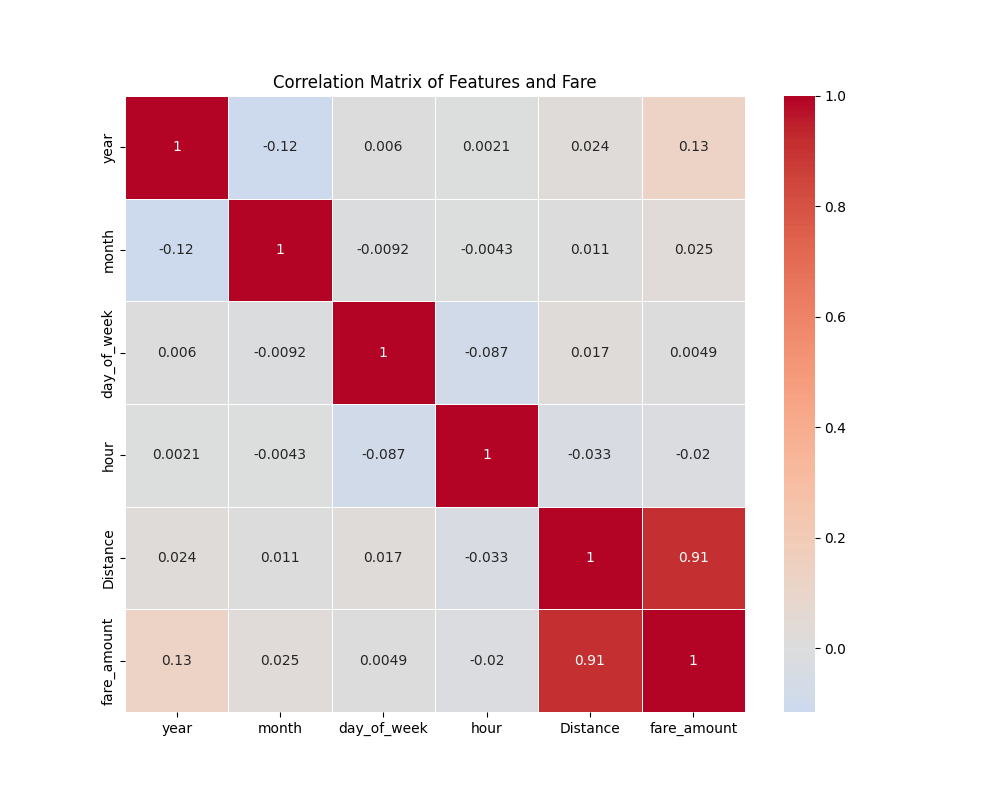 Correlation Matrix of Features and Fare
year 1 -0.12 0.006 0.0021 0.024 0.13
month -0.12 1 -0.0092 -0.0043 0.011 0.025
day_of_week 0.006 -0.0092 1 -0.087 0.017 0.0049
hour 0.0021 -0.0043 -0.087 1 -0.033 -0.02
Distance 0.024 0.011 0.017 -0.033 1 0.91
fare_amount 0.13 0.025 0.0049 -0.02 0.91 1
year month day_of_week hour Distance fare_amount
1.0
0.8
0.6
0.4
0.2
0.0